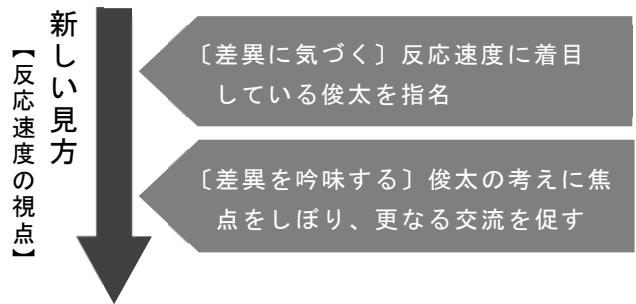 新しい見方
【反応速度の視点】
〔差異に気づく〕反応速度に着目
している俊太を指名
〔差異を吟味する〕俊太の考えに焦
点をしぼり、更なる交流を促す